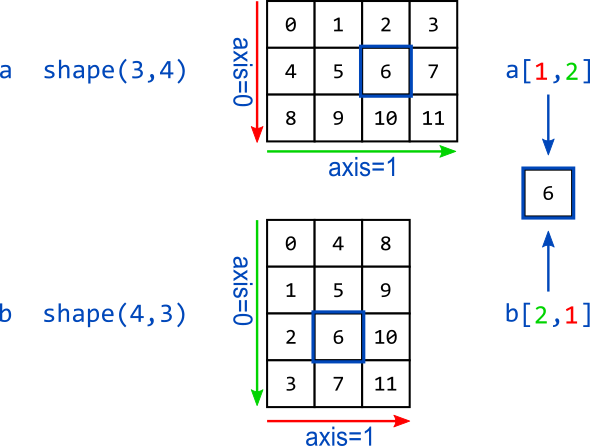 0 1 2 3
a shape(3,4) axis=0 4 5 6 7 a[1,2]
8 9 10 11
axis=1
6
0 4 8
axis=0 1 5 9
b shape(4,3) 2 6 10 b[2,1]
3 7 11
axis=1